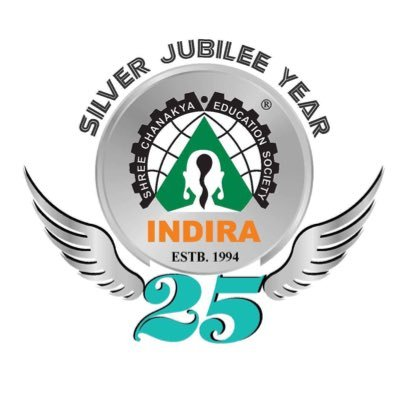 SILVER JUBILEE YEAR
SHREE CHANAKYA • EDUCATION SOCIETY
®
INDIRA
ESTB. 1994
25